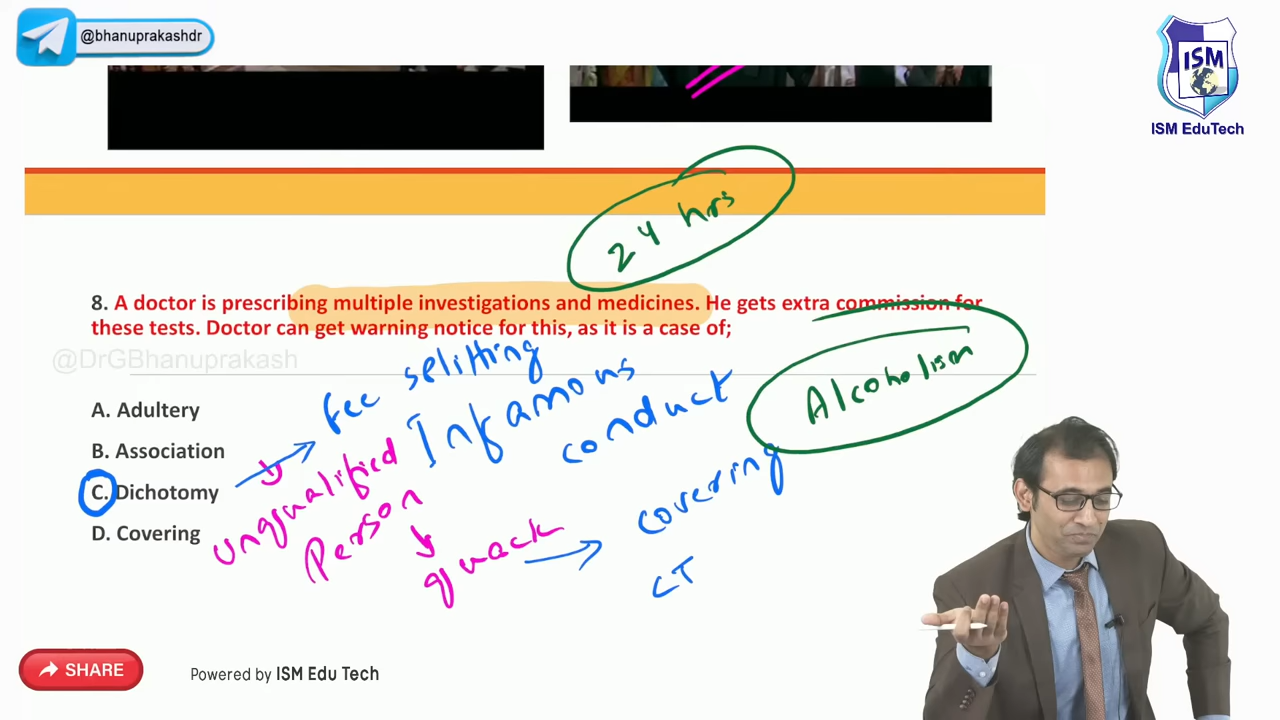 @bhanuprakashdr
ISM
ISM EduTech
24 hrs
8. A doctor is prescribing multiple investigations and medicines. He gets extra commission for
these tests. Doctor can get warning notice for this, as it is a case of;
@DrGBhanuprakash
Fee splitting
Infamous
conduct
Alcoholism
A. Adultery
B. Association
C. Dichotomy
D. Covering
unqualified
Person
quack
covering
CT
SHARE
Powered by ISM Edu Tech